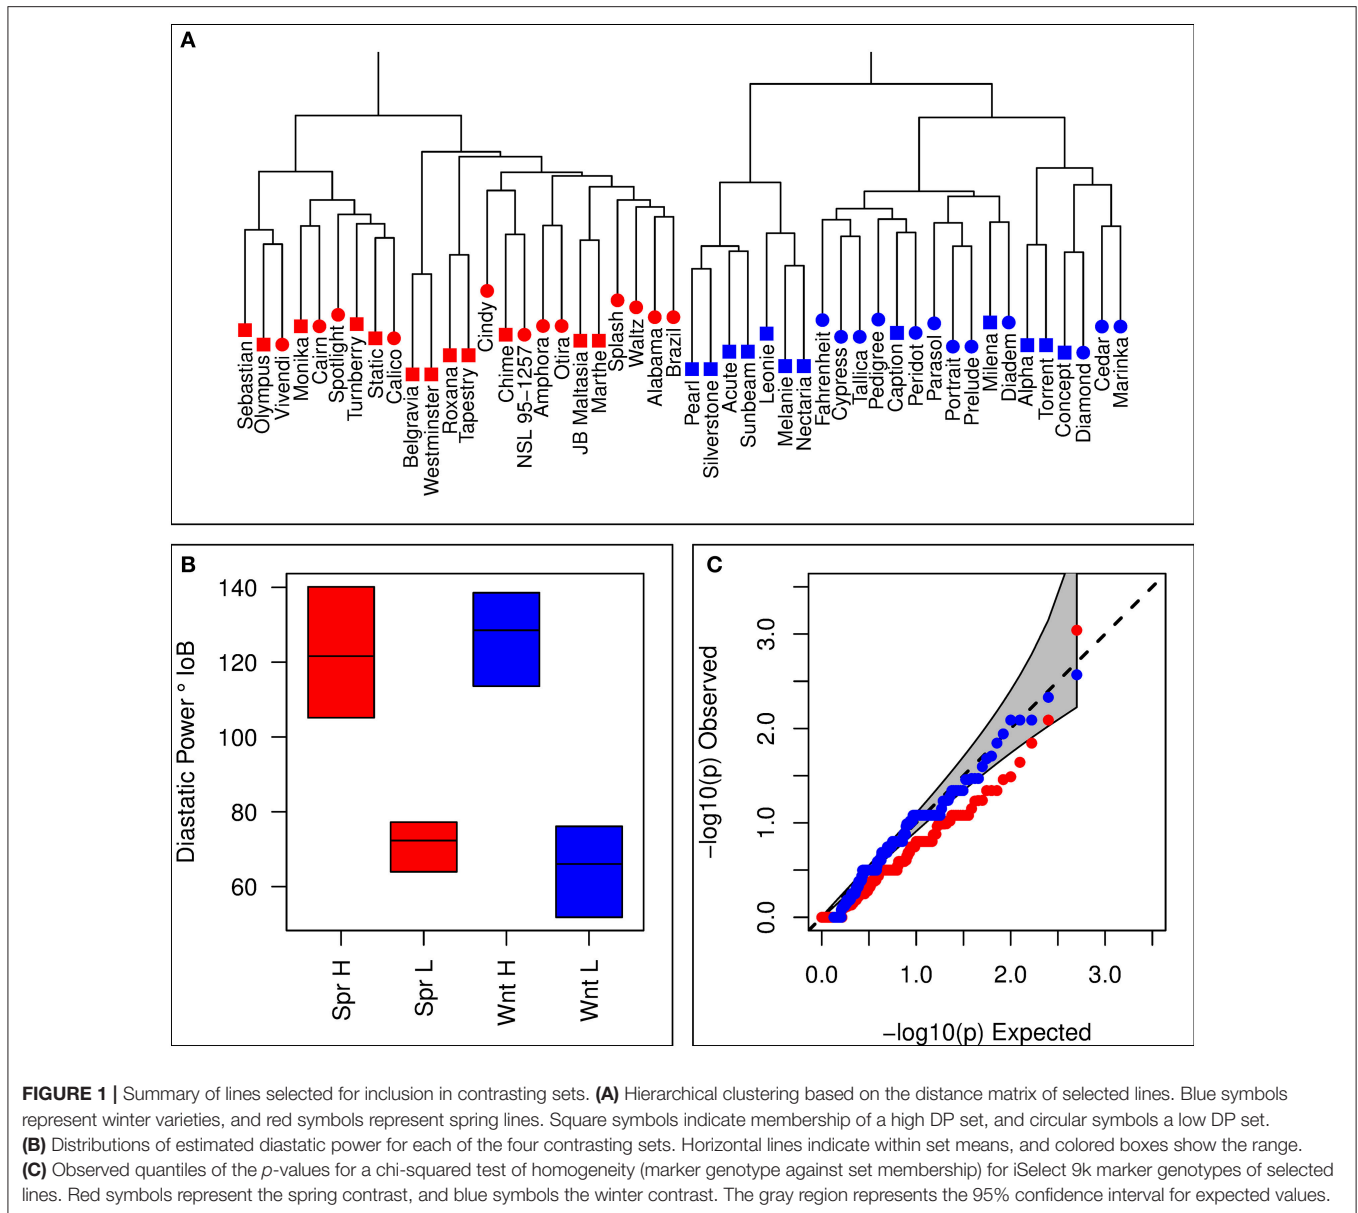 A
Sebastian
Olympus
Vivendi
Monika
Cairn
Spotlight
Turnberry
Static
Calico
Belgravia
Westminster
Roxana
Tapestry
Cindy
Chime
NSL 95−1257
Amphora
Otira
JB Maltasia
Marthe
Splash
Waltz
Alabama
Brazil
Pearl
Silverstone
Acute
Sunbeam
Leonie
Melanie
Nectaria
Fahrenheit
Cypress
Tallica
Pedigree
Caption
Peridot
Parasol
Portrait
Prelude
Milena
Diadem
Alpha
Torrent
Concept
Diamond
Cedar
Marinka
B
Diastatic Power ° IoB
140
120
100
80
60
Spr H
Spr L
Wnt H
Wnt L
C
−log10(p) Observed
3.0
2.0
1.0
0.0
0.0 1.0 2.0 3.0
−log10(p) Expected
FIGURE 1 | Summary of lines selected for inclusion in contrasting sets. (A) Hierarchical clustering based on the distance matrix of selected lines. Blue symbols
represent winter varieties, and red symbols represent spring lines. Square symbols indicate membership of a high DP set, and circular symbols a low DP set.
(B) Distributions of estimated diastatic power for each of the four contrasting sets. Horizontal lines indicate within set means, and colored boxes show the range.
(C) Observed quantiles of the p-values for a chi-squared test of homogeneity (marker genotype against set membership) for iSelect 9k marker genotypes of selected
lines. Red symbols represent the spring contrast, and blue symbols the winter contrast. The gray region represents the 95% confidence interval for expected values.